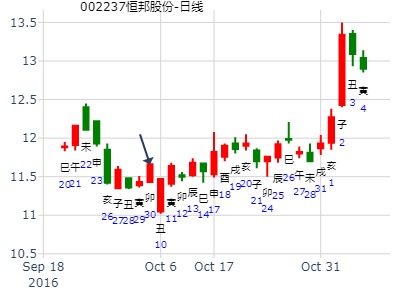 002237恒邦股份-日线
13.5
13
12.5
12
11.5
11
10.5
巳 午 未 申 亥 子 丑 寅 卯 丑 寅 卯 辰 巳 申 酉 戌 亥 子 卯 辰 巳 午 未 戌 亥 子 丑 寅
20 21 22 23 26 27 28 29 30 10 11 12 13 14 17 18 19 20 21 24 25 26 27 28 31 1 2 3 4
Sep 18 Oct 6 Oct 17 Oct 31
2016